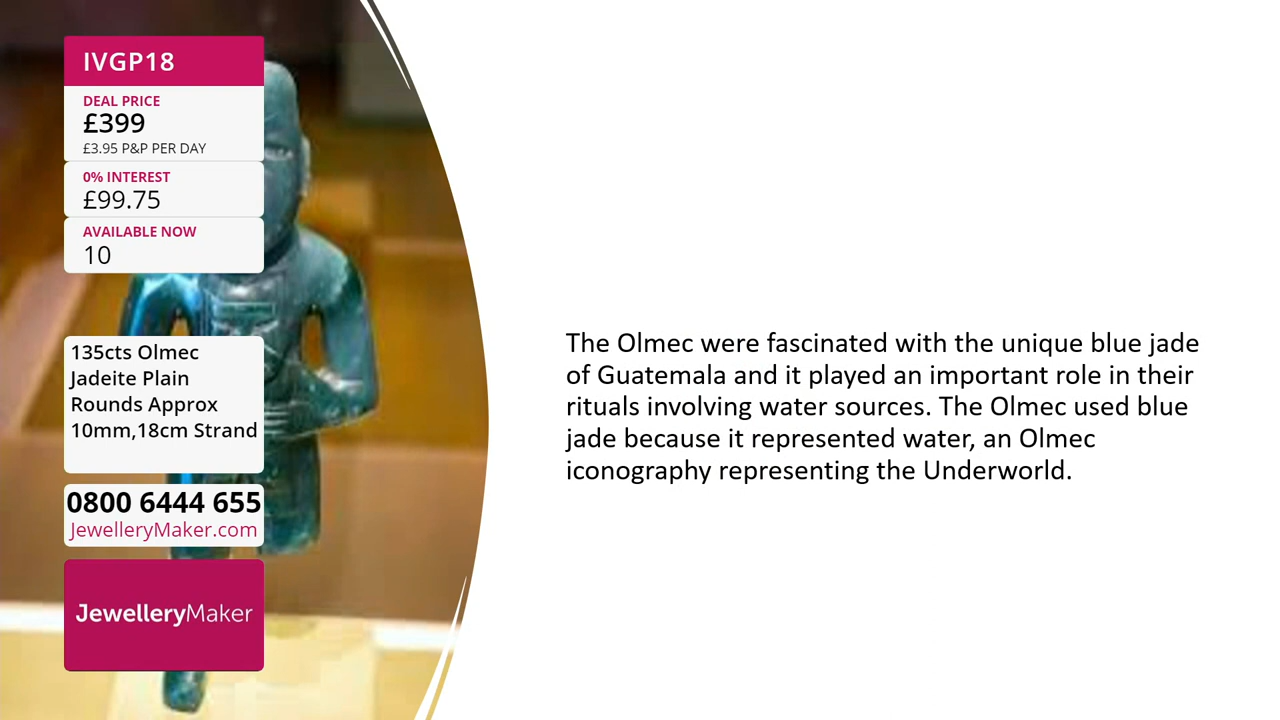 IVGP18
DEAL PRICE
£399
£3.95 P&P PER DAY
0% INTEREST
£99.75
AVAILABLE NOW
10
135cts Olmec
Jadeite Plain
Rounds Approx
10mm,18cm Strand
0800 6444 655
JewelleryMaker.com
JewelleryMaker
The Olmec were fascinated with the unique blue jade
of Guatemala and it played an important role in their
rituals involving water sources. The Olmec used blue
jade because it represented water, an Olmec
iconography representing the Underworld.